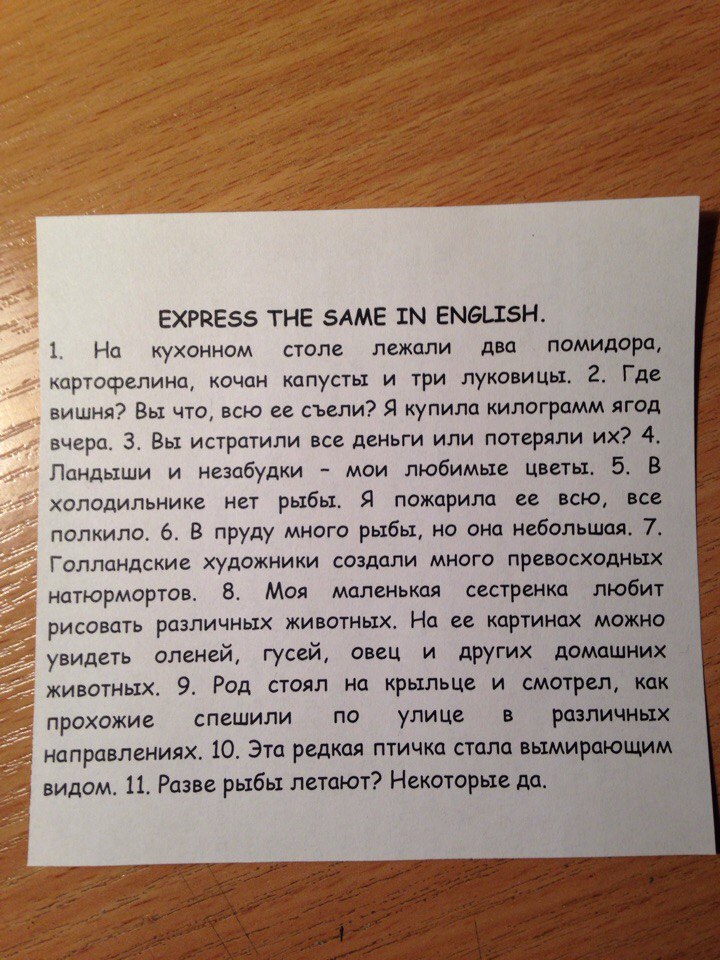 EXPRESS THE SAME IN ENGLISH.
1. На кухонном столе лежали два помидора,
картофелина, кочан капусты и три луковицы. 2. Где
вишня? Вы что, всю ее съели? Я купила килограмм ягод
вчера. 3. Вы истратили все деньги или потеряли их? 4.
Ландыши и незабудки – мои любимые цветы. 5. В
холодильнике нет рыбы. Я пожарила ее всю, все
полкило. 6. В пруду много рыбы, но она небольшая. 7.
Голландские художники создали много превосходных
натюрмортов. 8. Моя маленькая сестренка любит
рисовать различных животных. На ее картинах можно
увидеть оленей, гусей, овец и других домашних
животных. 9. Род стоял на крыльце и смотрел, как
прохожие спешили по улице в различных
направлениях. 10. Эта редкая птичка стала вымирающим
видом. 11. Разве рыбы летают? Некоторые да.